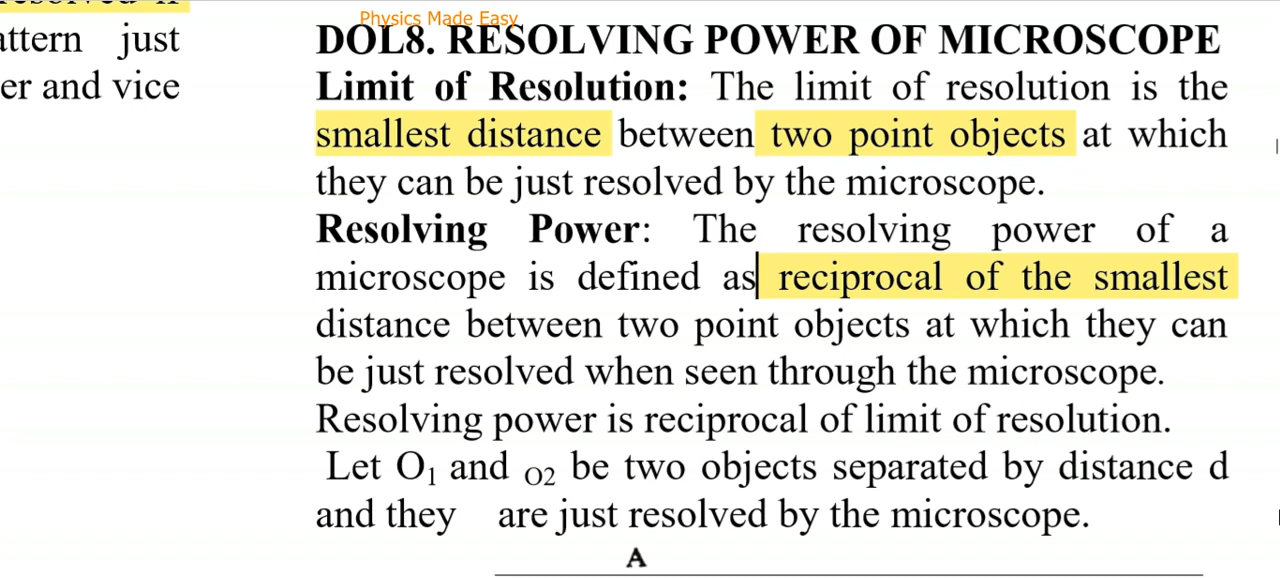 Physics Made Easy
attern just
er and vice
DOL8. RESOLVING POWER OF MICROSCOPE
Limit of Resolution: The limit of resolution is the
smallest distance between two point objects at which
they can be just resolved by the microscope.
Resolving Power: The resolving power of a
microscope is defined as reciprocal of the smallest
distance between two point objects at which they can
be just resolved when seen through the microscope.
Resolving power is reciprocal of limit of resolution.
Let O₁ and O2 be two objects separated by distance d
and they are just resolved by the microscope.
A